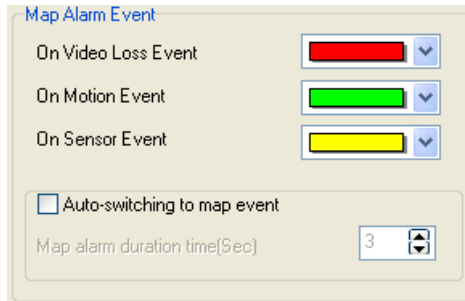 Map Alarm Event
On Video Loss Event
On Motion Event
On Sensor Event
Auto-switching to map event
Map alarm duration time(Sec) 3